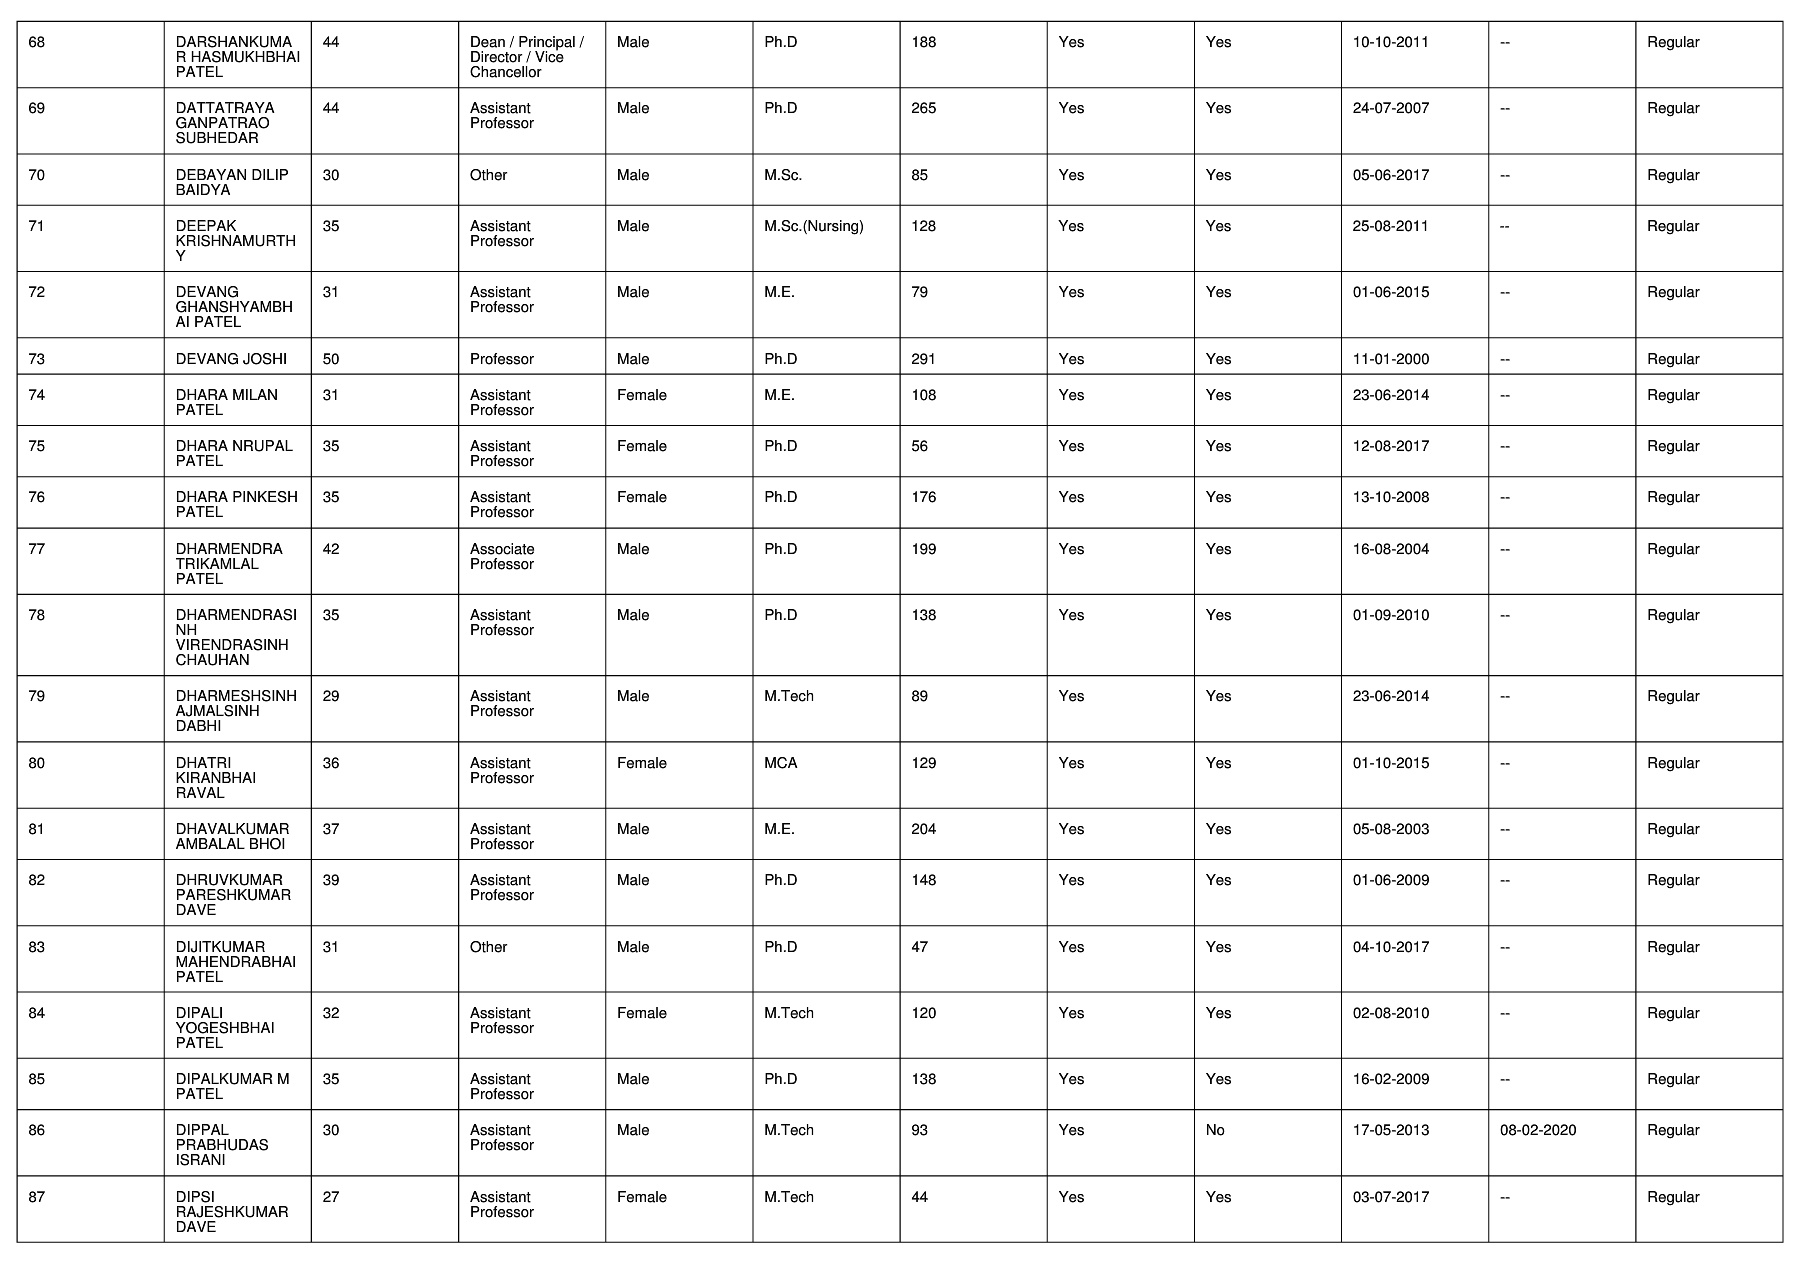 68 DARSHANKUMA 44 Dean / Principal / Male Ph.D 188 Yes Yes 10-10-2011 -- Regular
R HASMUKHBHAI Director / Vice
PATEL Chancellor
69 DATTATRAYA 44 Assistant Male Ph.D 265 Yes Yes 24-07-2007 -- Regular
GANPATRAO Professor
SUBHEDAR
70 DEBAYAN DILIP 30 Other Male M.Sc. 85 Yes Yes 05-06-2017 -- Regular
BAIDYA
71 DEEPAK 35 Assistant Male M.Sc.(Nursing) 128 Yes Yes 25-08-2011 -- Regular
KRISHNAMURTH Professor
Y
72 DEVANG 31 Assistant Male M.E. 79 Yes Yes 01-06-2015 -- Regular
GHANSHYAMBH Professor
AI PATEL
73 DEVANG JOSHI 50 Professor Male Ph.D 291 Yes Yes 11-01-2000 -- Regular
74 DHARA MILAN 31 Assistant Female M.E. 108 Yes Yes 23-06-2014 -- Regular
PATEL Professor
75 DHARA NRUPAL 35 Assistant Female Ph.D 56 Yes Yes 12-08-2017 -- Regular
PATEL Professor
76 DHARA PINKESH 35 Assistant Female Ph.D 176 Yes Yes 13-10-2008 -- Regular
PATEL Professor
77 DHARMENDRA 42 Associate Male Ph.D 199 Yes Yes 16-08-2004 -- Regular
TRIKAMLAL Professor
PATEL
78 DHARMENDRASI 35 Assistant Male Ph.D 138 Yes Yes 01-09-2010 -- Regular
NH Professor
VIRENDRASINH
CHAUHAN
79 DHARMESHSINH 29 Assistant Male M.Tech 89 Yes Yes 23-06-2014 -- Regular
AJMALSINH Professor
DABHI
80 DHATRI 36 Assistant Female MCA 129 Yes Yes 01-10-2015 -- Regular
KIRANBHAI Professor
RAVAL
81 DHAVALKUMAR 37 Assistant Male M.E. 204 Yes Yes 05-08-2003 -- Regular
AMBALAL BHOI Professor
82 DHRUVKUMAR 39 Assistant Male Ph.D 148 Yes Yes 01-06-2009 -- Regular
PARESHKUMAR Professor
DAVE
83 DIJITKUMAR 31 Other Male Ph.D 47 Yes Yes 04-10-2017 -- Regular
MAHENDRABHAI
PATEL
84 DIPALI 32 Assistant Female M.Tech 120 Yes Yes 02-08-2010 -- Regular
YOGESHBHAI Professor
PATEL
85 DIPALKUMAR M 35 Assistant Male Ph.D 138 Yes Yes 16-02-2009 -- Regular
PATEL Professor
86 DIPPAL 30 Assistant Male M.Tech 93 Yes No 17-05-2013 08-02-2020 Regular
PRABHUDAS Professor
ISRANI
87 DIPSI 27 Assistant Female M.Tech 44 Yes Yes 03-07-2017 -- Regular
RAJESHKUMAR Professor
DAVE